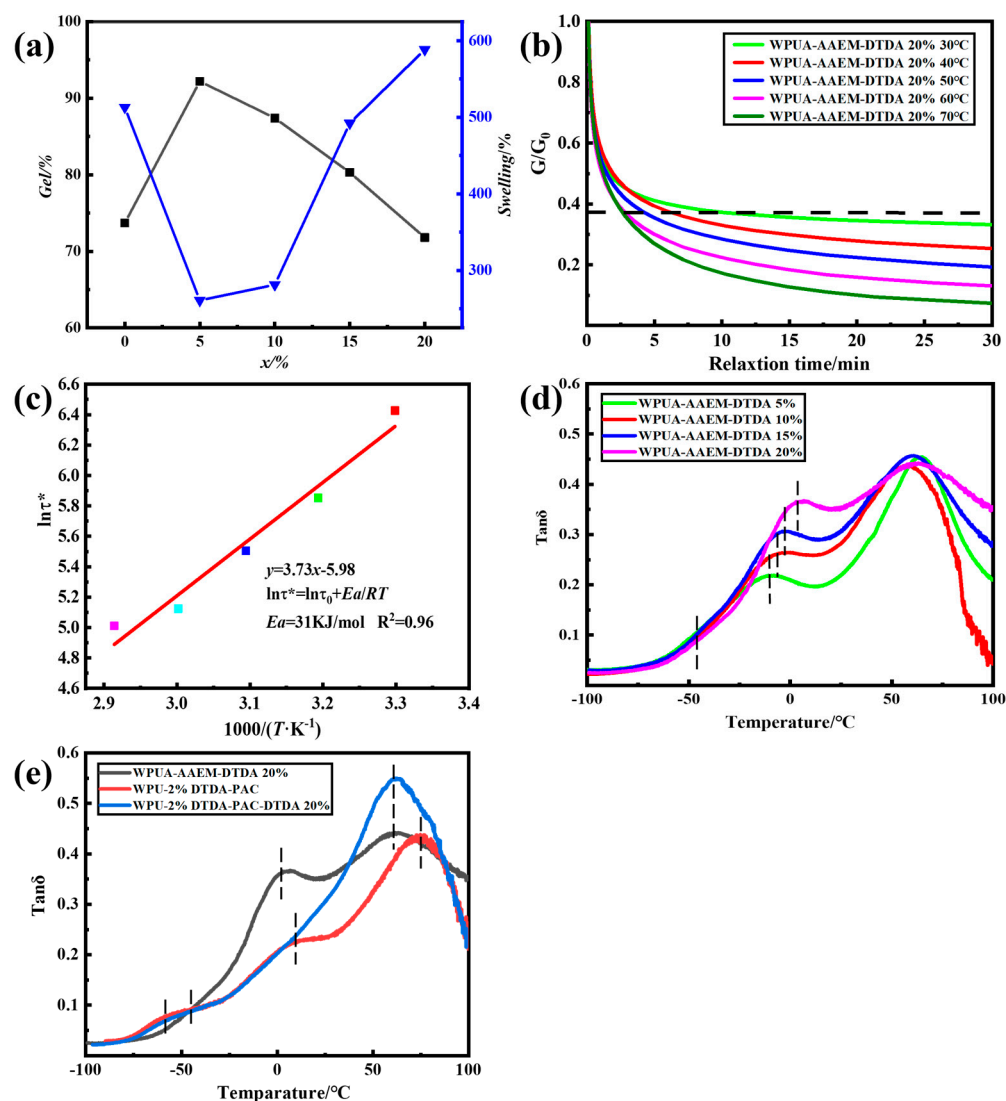 (a)
Gel/%
100
90
80
70
60
0
5
10
15
20
x/%
600
500
400
300
Swelling/%
(b)
G/G0
1.0
0.8
0.6
0.4
0.2
0
5
10
15
20
25
30
Relaxtion time/min
WPUA-AAEM-DTDA 20% 30°C
WPUA-AAEM-DTDA 20% 40°C
WPUA-AAEM-DTDA 20% 50°C
WPUA-AAEM-DTDA 20% 60°C
WPUA-AAEM-DTDA 20% 70°C
(c)
lnτ*
6.6
6.4
6.2
6.0
5.8
5.6
5.4
5.2
5.0
4.8
4.6
2.9
3.0
3.1
3.2
3.3
3.4
1000/(T·K-1)
y=3.73x-5.98
lnτ*=lnτ0+Ea/RT
Ea=31KJ/mol R2=0.96
(d)
Tanδ
0.6
0.5
0.4
0.3
0.2
0.1
-100
-50
0
50
100
Temperature/°C
WPUA-AAEM-DTDA 5%
WPUA-AAEM-DTDA 10%
WPUA-AAEM-DTDA 15%
WPUA-AAEM-DTDA 20%
(e)
Tanδ
0.6
0.5
0.4
0.3
0.2
0.1
-100
-50
0
50
100
Temparature/°C
WPUA-AAEM-DTDA 20%
WPU-2% DTDA-PAC
WPU-2% DTDA-PAC-DTDA 20%